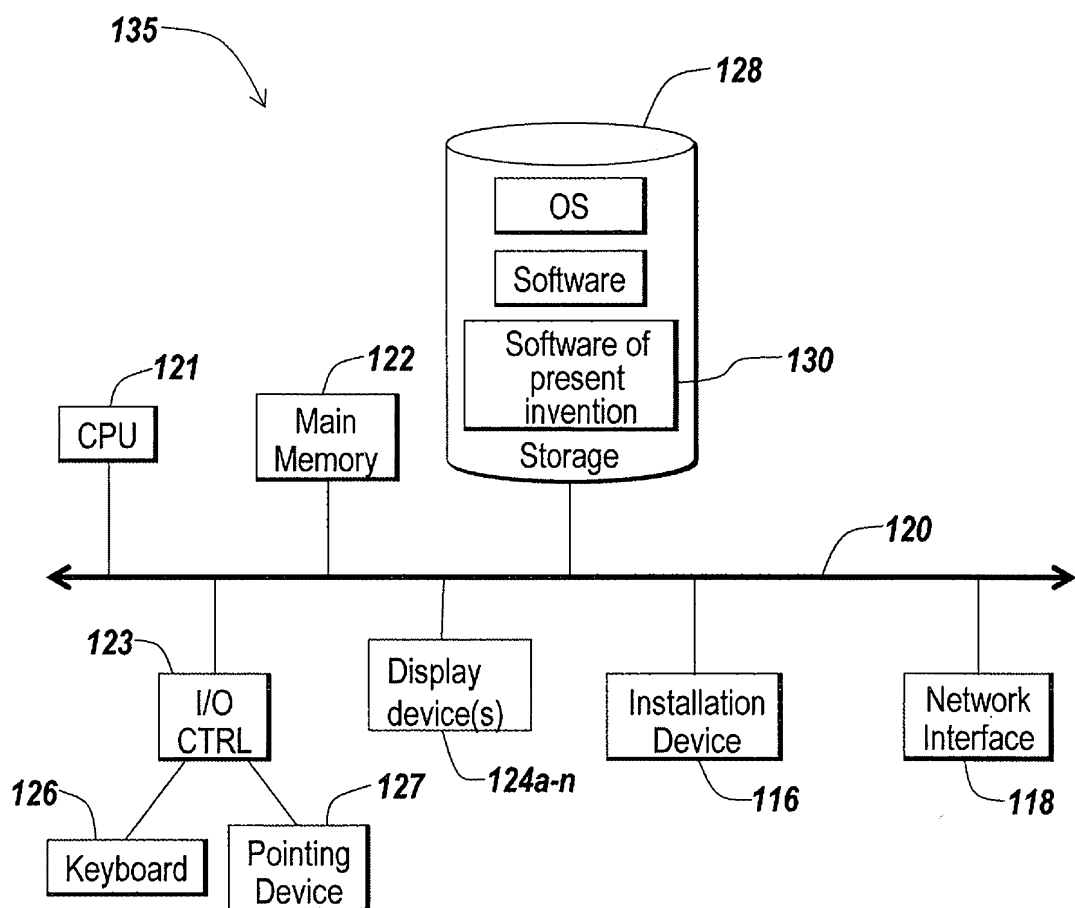 135
128
OS
Software
Software of
present
invention
130
Storage
121
CPU
122
Main
Memory
120
123
I/O
CTRL
Display
device(s)
124a-n
Installation
Device
116
Network
Interface
118
126
Keyboard
127
Pointing
Device